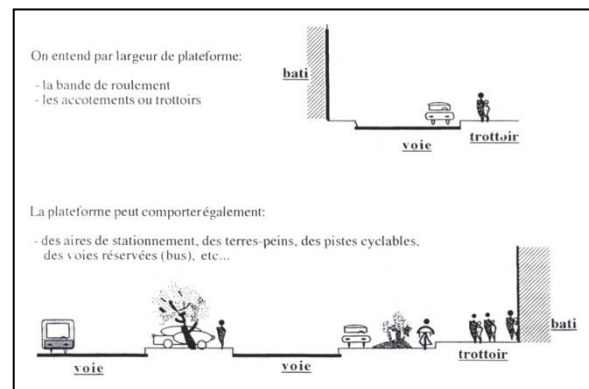 On entend par largeur de plateforme:
- la bande de roulement
- les accotements ou trottoirs
bati
voie
trottoir
La plateforme peut comporter également:
- des aires de stationnement, des terres-peins, des pistes cyclables,
des voies réservées (bus), etc...
voie
voie
trottoir
bati